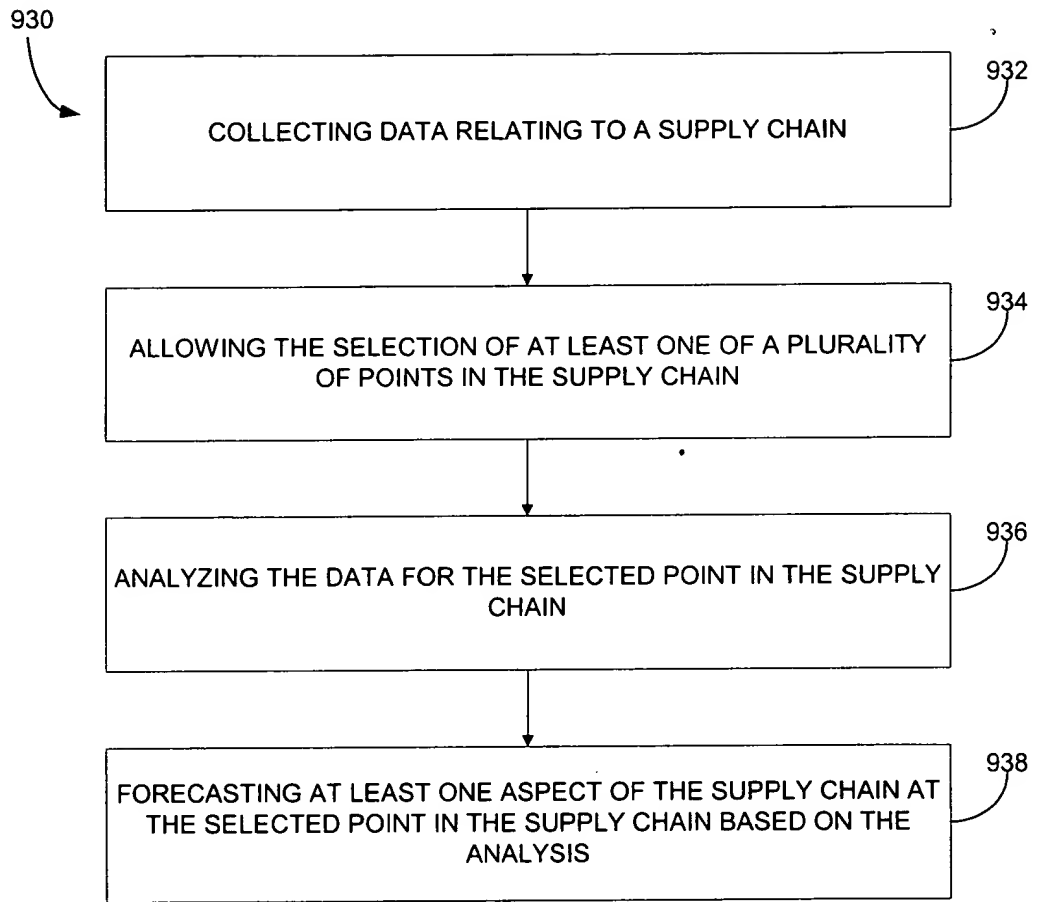 930
932
COLLECTING DATA RELATING TO A SUPPLY CHAIN
934
ALLOWING THE SELECTION OF AT LEAST ONE OF A PLURALITY
OF POINTS IN THE SUPPLY CHAIN
936
ANALYZING THE DATA FOR THE SELECTED POINT IN THE SUPPLY
CHAIN
938
FORECASTING AT LEAST ONE ASPECT OF THE SUPPLY CHAIN AT
THE SELECTED POINT IN THE SUPPLY CHAIN BASED ON THE
ANALYSIS